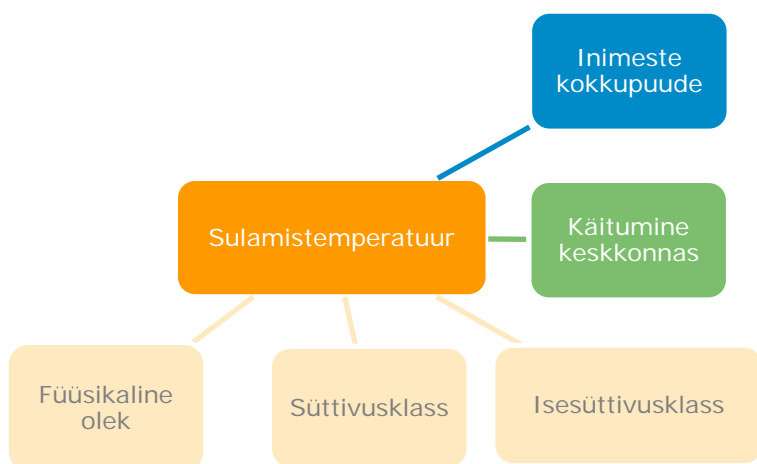 Inimeste
kokkupuude
Sulamistemperatuur
Käitumine
keskkonnas
Füüsikaline
olek
Süttivusklass
Isesüttivusklass